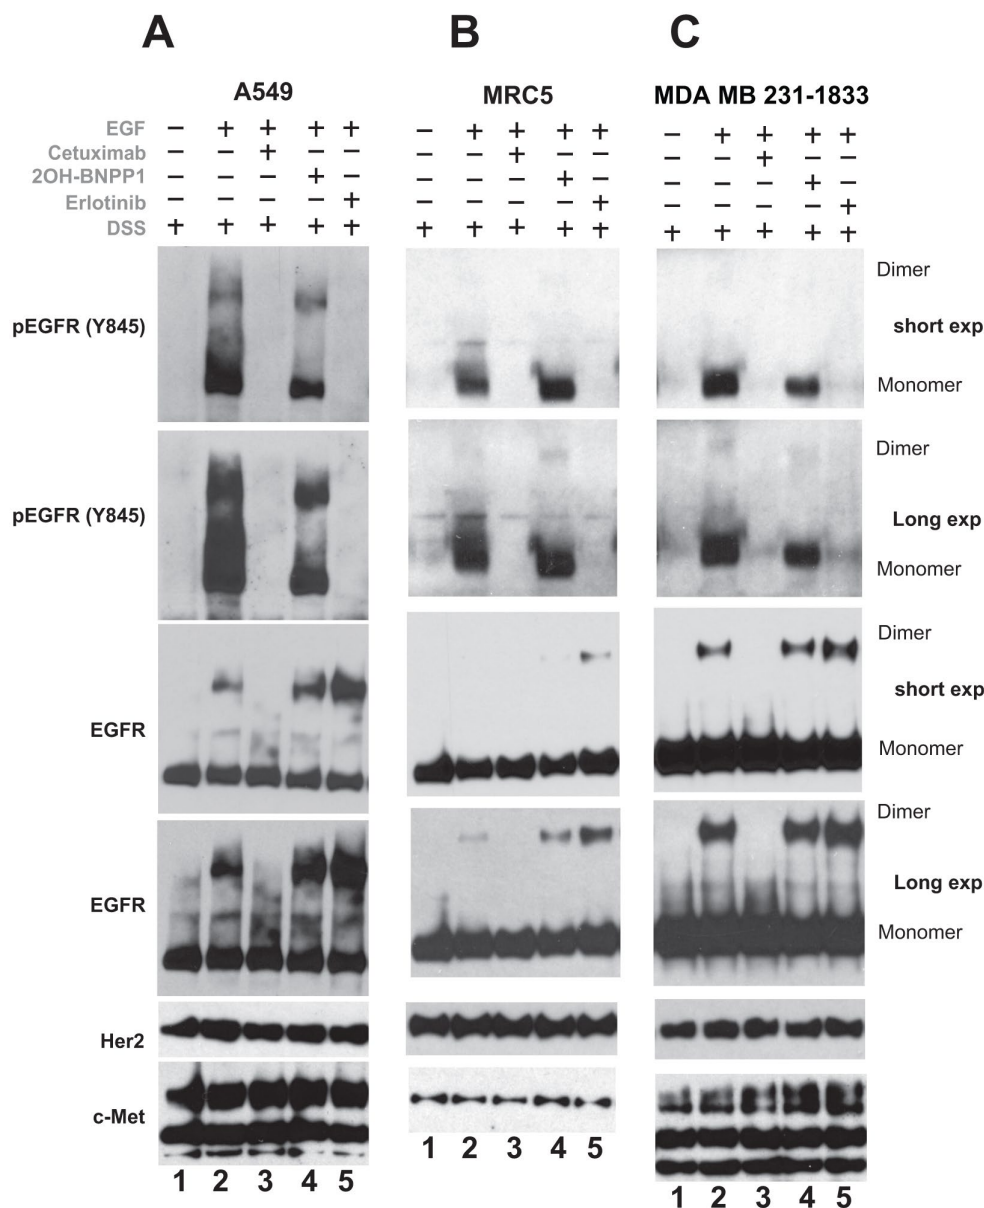 A B C
A549 MRC5 MDA MB 231-1833
EGF − + + + + − + + + + − + + + +
Cetuximab − − + − − − − + − − − − + − −
2OH-BNPP1 − − − + − − − − + − − − − + −
Erlotinib − − − − + − − − − + − − − − +
DSS + + + + + + + + + + + + + + +
Dimer
pEGFR (Y845) short exp
Monomer
Dimer
pEGFR (Y845) Long exp
Monomer
Dimer
short exp
EGFR Monomer
Dimer
EGFR Long exp
Monomer
Her2
c-Met
1 2 3 4 5 1 2 3 4 5 1 2 3 4 5